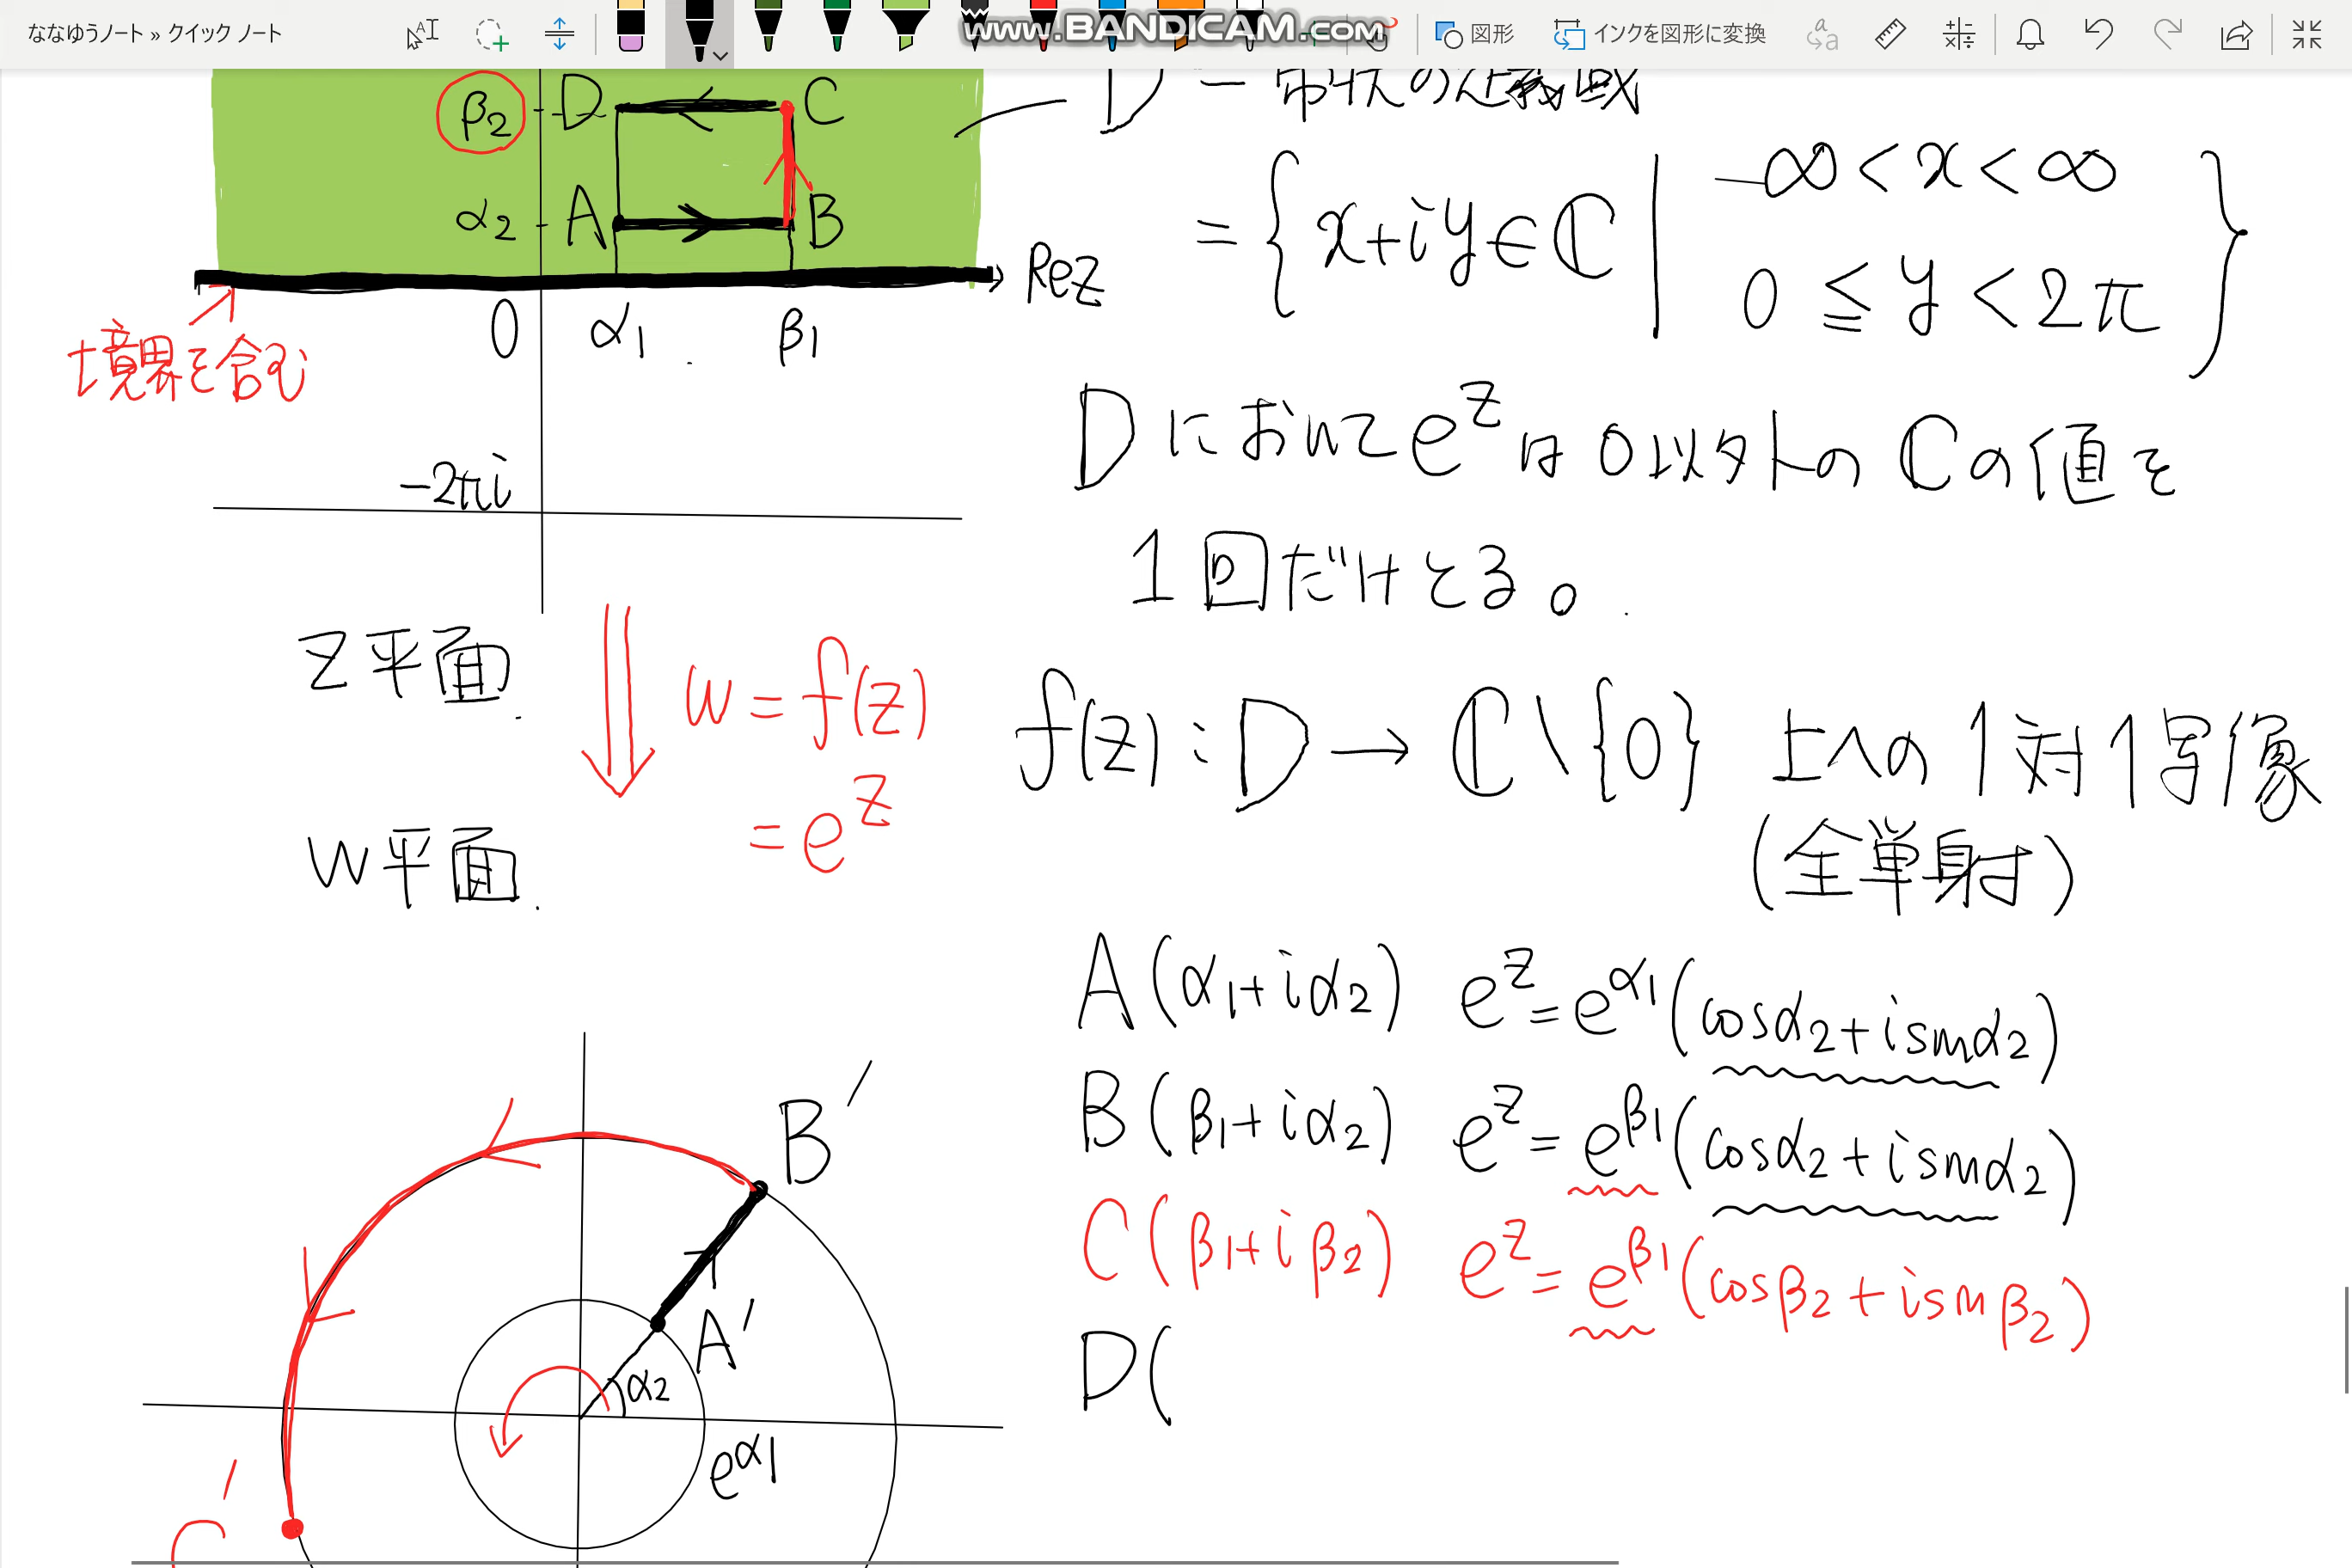 ななゆうノート » クイック ノート
www.BANDICAM.com
図形
インクを図形に変換
β2 D C
α2 A B
Rez
0 α1 β1
境界を含む
-2πi
z平面
w = f(z)
= e^z
w平面
B′
A′
α2
e^α1
C′
D = 帯状の定義域
= { x+iy∈ℂ | -∞<x<∞
0≦y<2π }
Dにおいてe^zは0以外のℂの値を
1回だけとる。
f(z):D→ℂ\{0} 上への1対1写像
(全単射)
A(α1+iα2) e^z=e^α1(cosα2+isinα2)
B(β1+iα2) e^z=e^β1(cosα2+isinα2)
C(β1+iβ2) e^z=e^β1(cosβ2+isinβ2)
D(